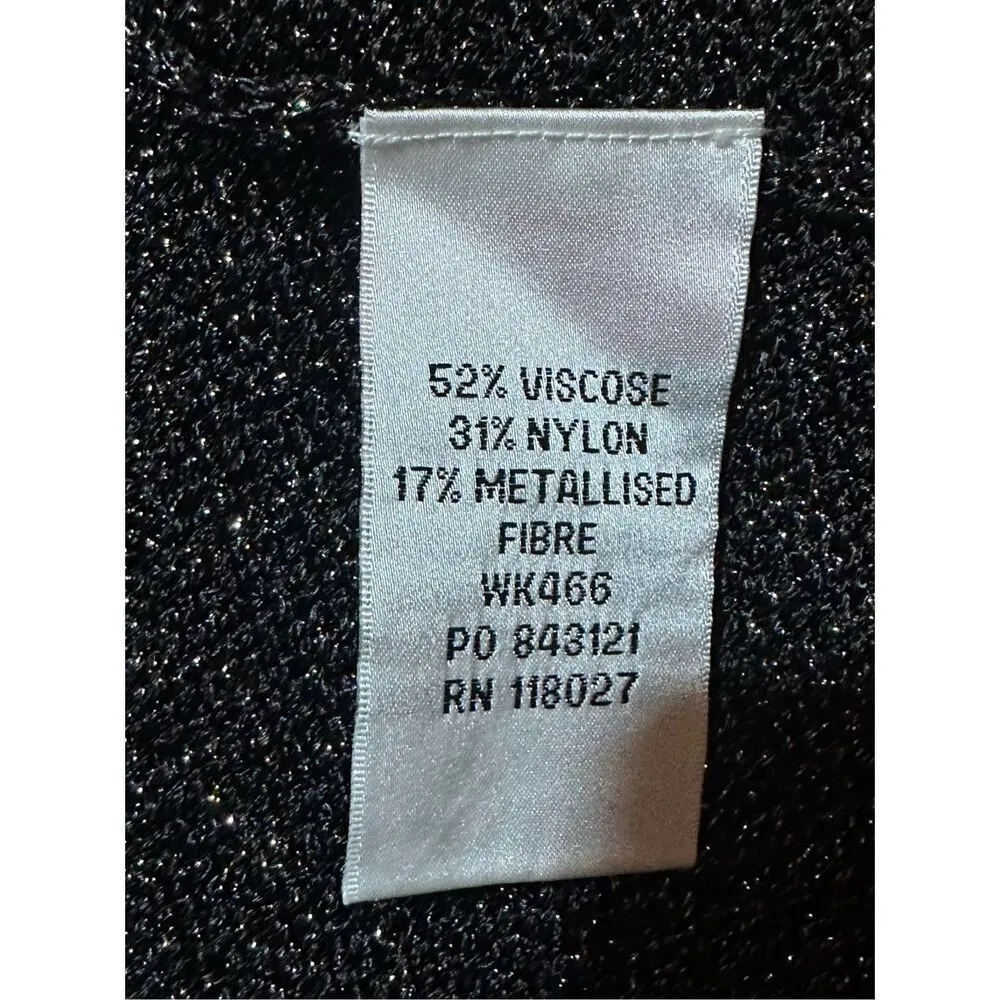 52% VISCOSE
31% NYLON
17% METALLISED
FIBRE
WK466
PO 843121
RN 118027